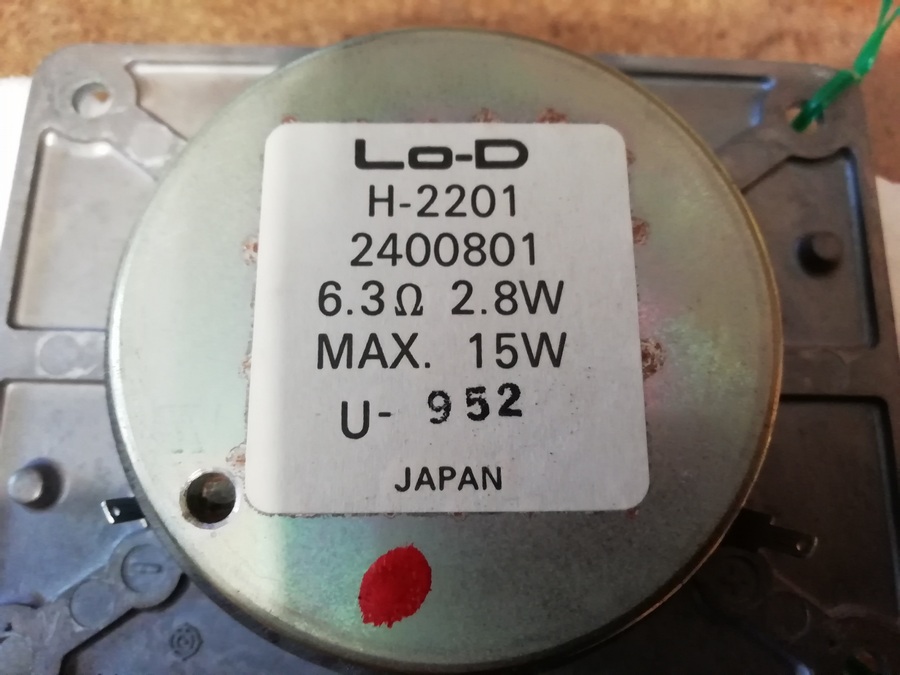 Lo-D
H-2201
2400801
6.3Ω 2.8W
MAX. 15W
U- 952
JAPAN